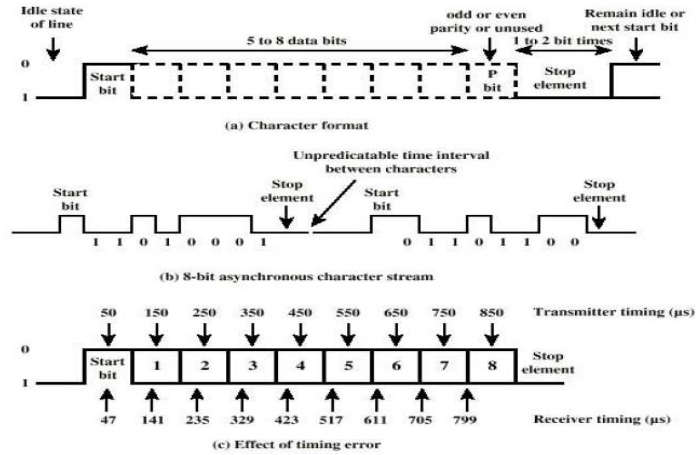 Idle state of line
odd or even parity or unused
Remain idle or next start bit
5 to 8 data bits
1 to 2 bit times
0
1
Start bit
P bit
Stop element
(a) Character format
Unpredicatable time interval between characters
Start bit
Stop element
Start bit
Stop element
1 1 0 1 0 0 0 1
0 1 1 0 1 1 0 0
(b) 8-bit asynchronous character stream
50 150 250 350 450 550 650 750 850 Transmitter timing (µs)
0
1
Start bit
1 2 3 4 5 6 7 8
Stop element
47 141 235 329 423 517 611 705 799 Receiver timing (µs)
(c) Effect of timing error